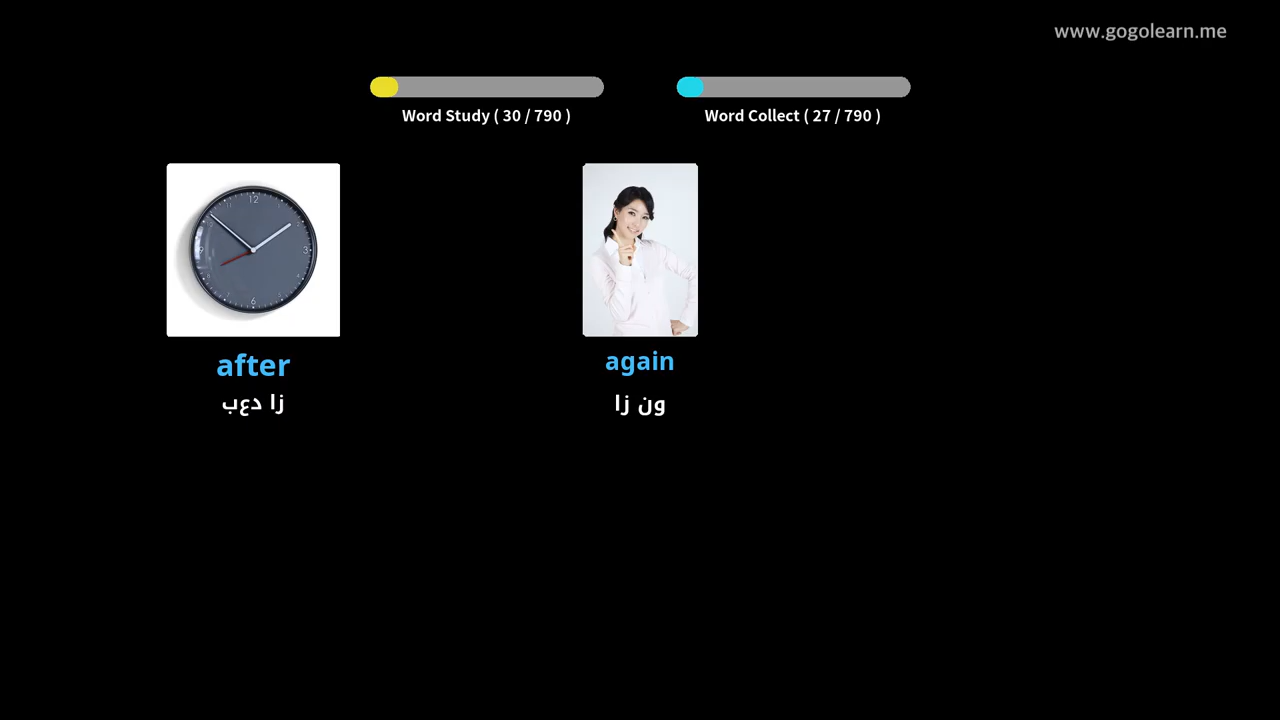 www.gogolearn.me
Word Study ( 30 / 790 )
Word Collect ( 27 / 790 )
after
زا دعب
again
ون زا